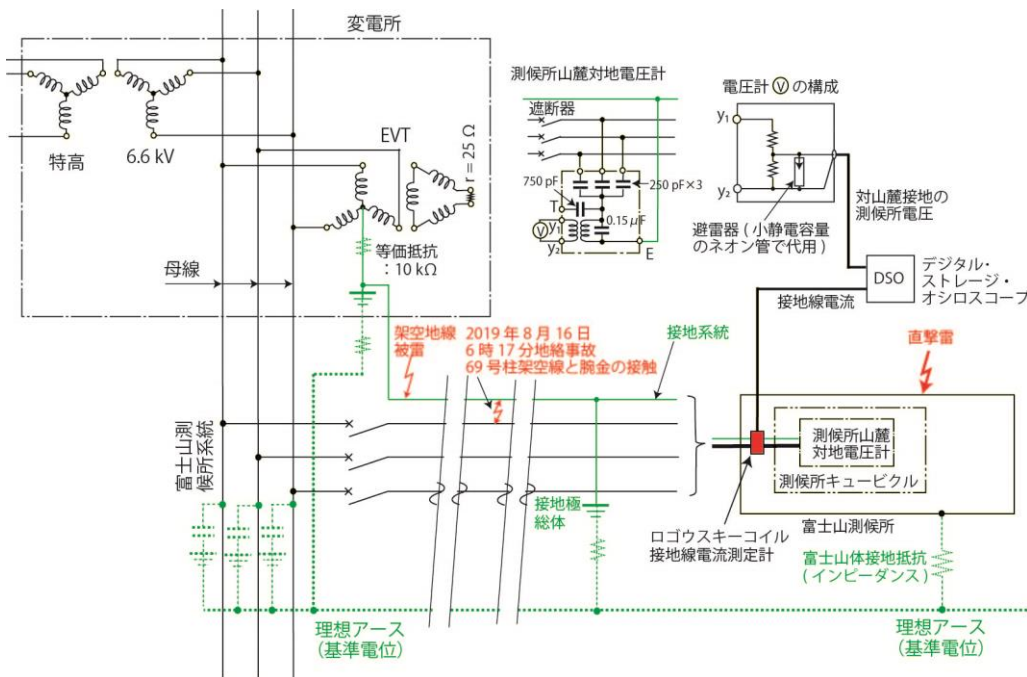 変電所
特高
6.6 kV
EVT
r = 25 Ω
等価抵抗
：10 kΩ
母線
測候所山麓対地電圧計
遮断器
750 pF
250 pF×3
T
y₁
0.15 μF
V
y₂
E
電圧計 V の構成
y₁
y₂
避雷器（小静電容量
のネオン管で代用）
対山麓接地の
測候所電圧
DSO
デジタル・
ストレージ・
オシロスコープ
接地線電流
架空地線
被雷
2019 年 8 月 16 日
6 時 17 分地絡事故
69 号柱架空線と腕金の接触
接地系統
直撃雷
富士山測
候所系統
接地極
総体
測候所山麓
対地電圧計
測候所キュービクル
富士山測候所
ロゴウスキーコイル
接地線電流測定計
富士山体接地抵抗
(インピーダンス)
理想アース
(基準電位)
理想アース
(基準電位)